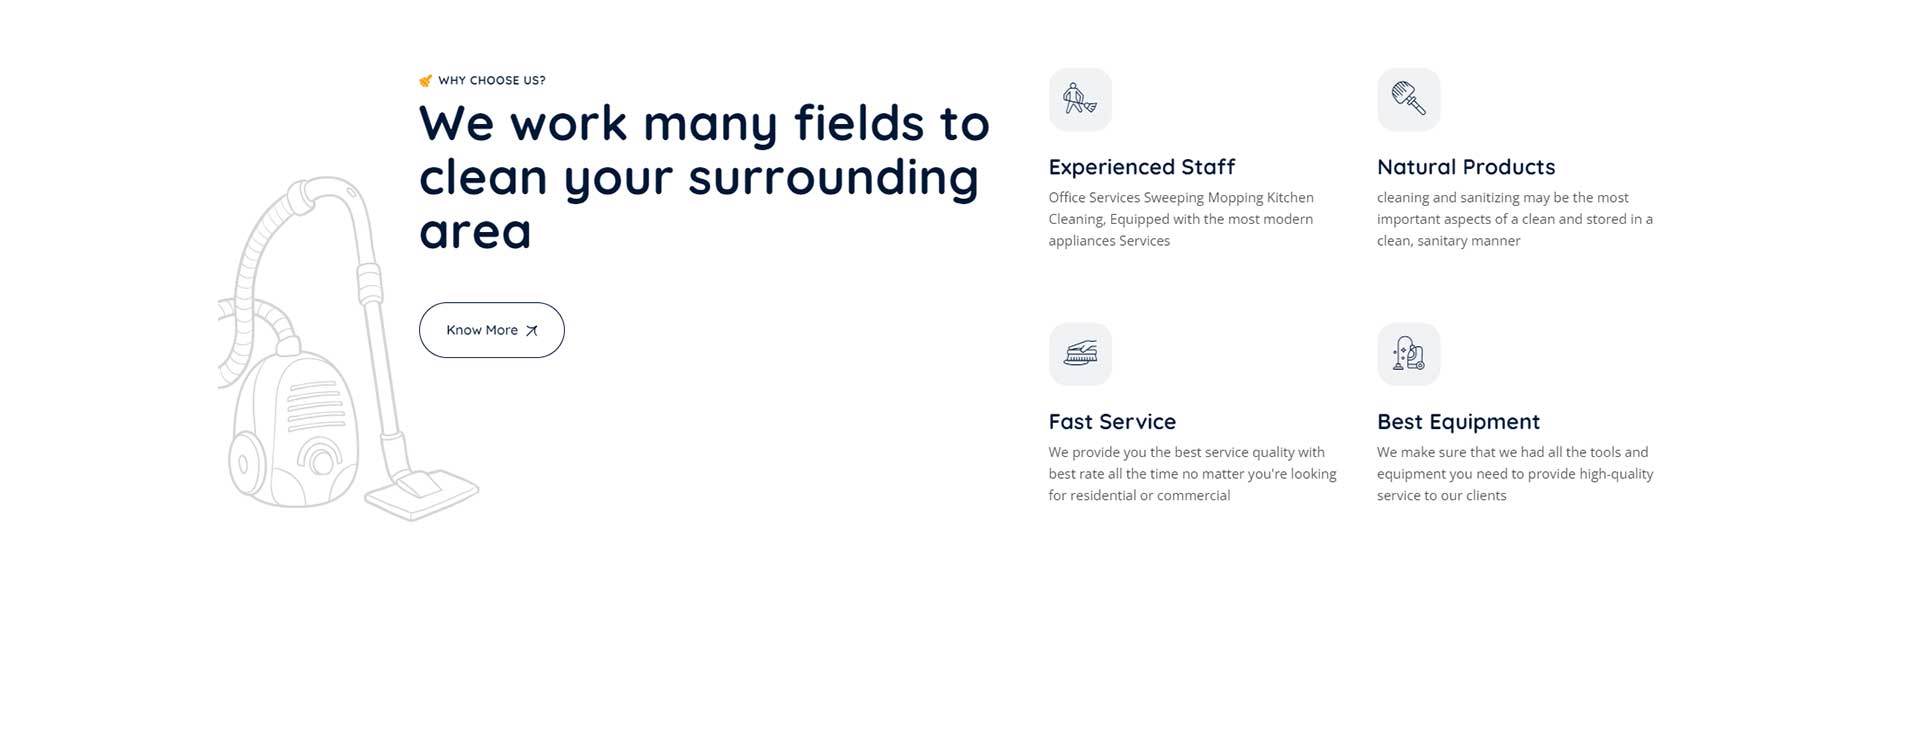 WHY CHOOSE US?
We work many fields to
clean your surrounding
area
Know More
Experienced Staff
Office Services Sweeping Mopping Kitchen
Cleaning, Equipped with the most modern
appliances Services
Natural Products
cleaning and sanitizing may be the most
important aspects of a clean and stored in a
clean, sanitary manner
Fast Service
We provide you the best service quality with
best rate all the time no matter you're looking
for residential or commercial
Best Equipment
We make sure that we had all the tools and
equipment you need to provide high-quality
service to our clients